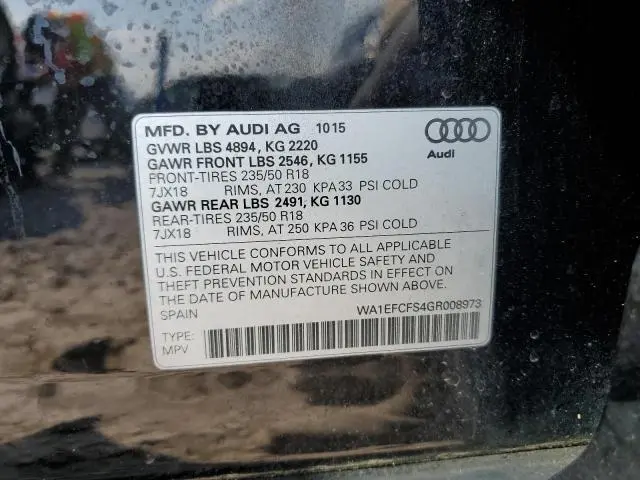 MFD. BY AUDI AG 1015
GVWR LBS 4894, KG 2220
GAWR FRONT LBS 2546, KG 1155
FRONT-TIRES 235/50 R18
7JX18 RIMS, AT 230 KPA 33 PSI COLD
GAWR REAR LBS 2491, KG 1130
REAR-TIRES 235/50 R18
7JX18 RIMS, AT 250 KPA 36 PSI COLD
Audi
THIS VEHICLE CONFORMS TO ALL APPLICABLE
U.S. FEDERAL MOTOR VEHICLE SAFETY AND
THEFT PREVENTION STANDARDS IN EFFECT ON
THE DATE OF MANUFACTURE SHOWN ABOVE.
SPAIN WA1EFCFS4GR008973
TYPE:
MPV